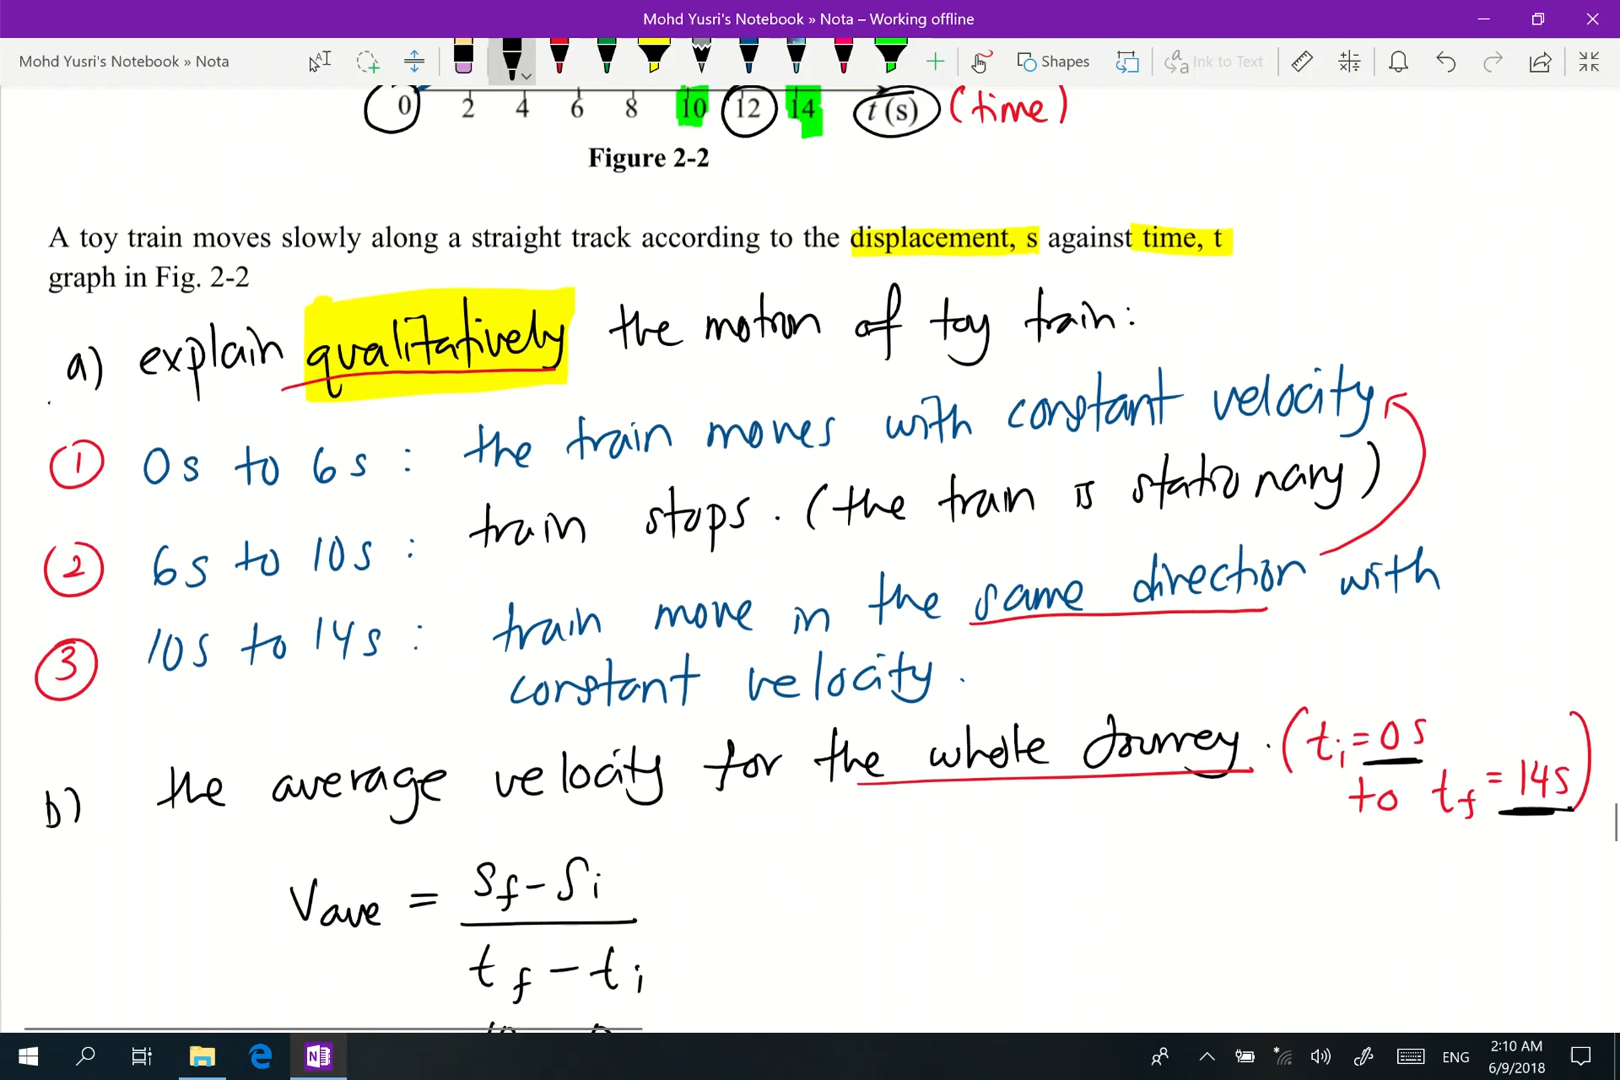 Mohd Yusri's Notebook » Nota – Working offline
Mohd Yusri's Notebook » Nota
Shapes
Ink to Text
0 2 4 6 8 10 12 14 t (s) (time)
Figure 2-2
A toy train moves slowly along a straight track according to the displacement, s against time, t
graph in Fig. 2-2
a) explain qualitatively the motion of toy train:
① 0s to 6s : the train moves with constant velocity
② 6s to 10s : train stops. (the train is stationary)
③ 10s to 14s : train move in the same direction with
constant velocity.
b) the average velocity for the whole Journey. (ti = 0s
to tf = 14s)
Vave = sf - si
tf - ti
ENG
2:10 AM
6/9/2018